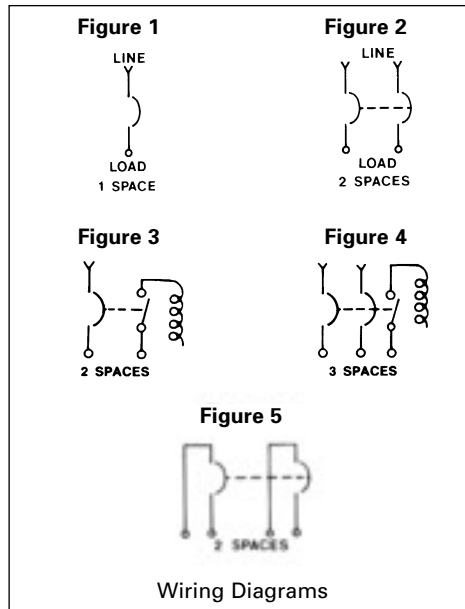 Figure 1
Figure 2
LINE
LINE
LOAD
1 SPACE
LOAD
2 SPACES
Figure 3
Figure 4
2 SPACES
3 SPACES
Figure 5
2 SPACES
Wiring Diagrams